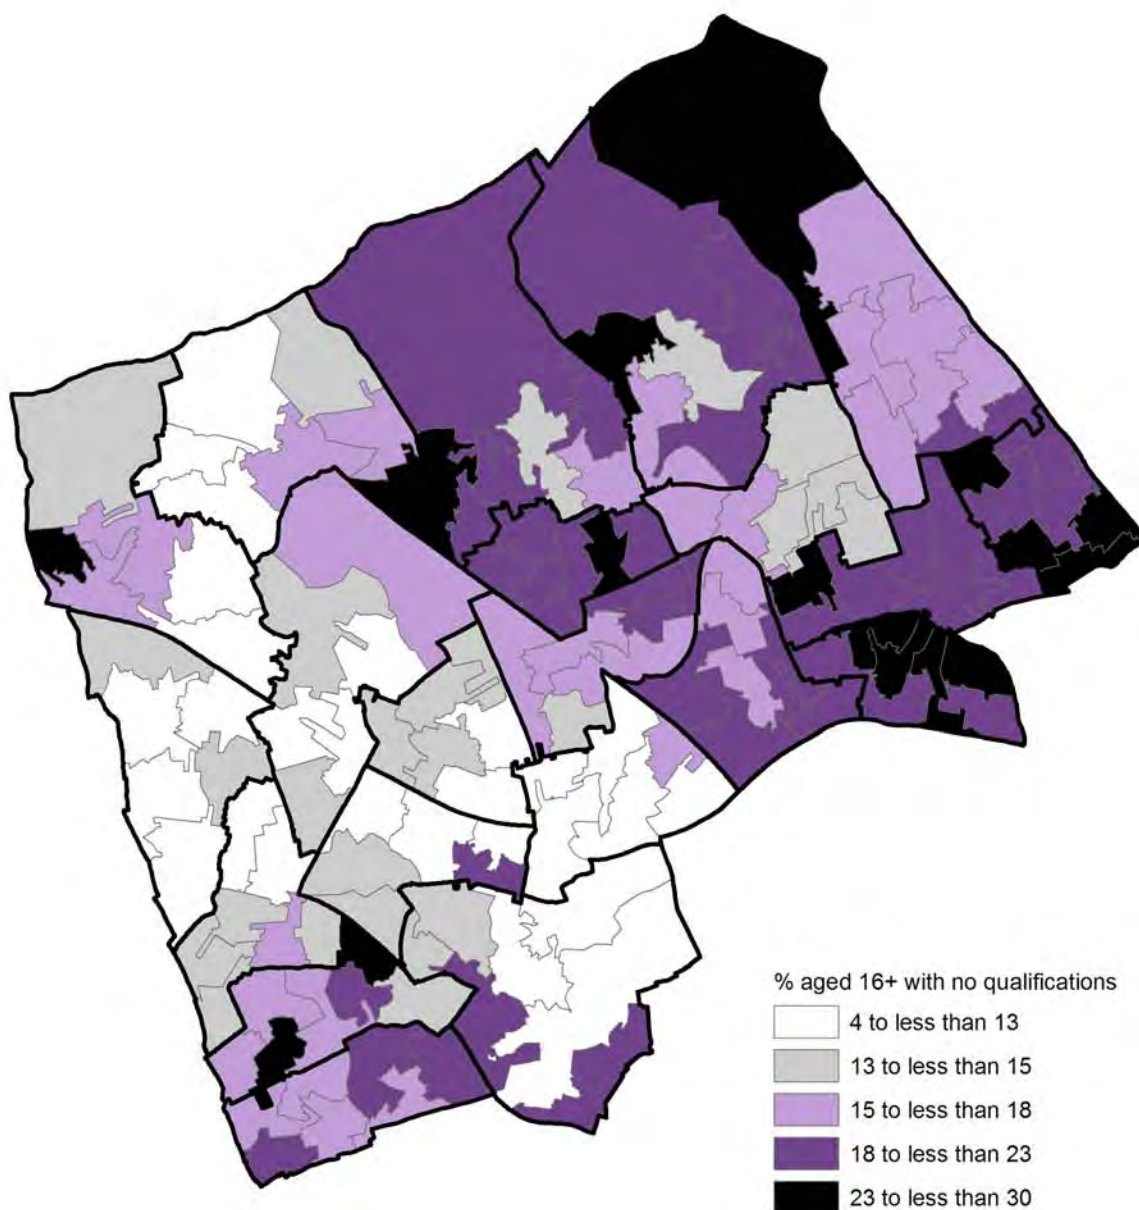 % aged 16+ with no qualifications
4 to less than 13
13 to less than 15
15 to less than 18
18 to less than 23
23 to less than 30